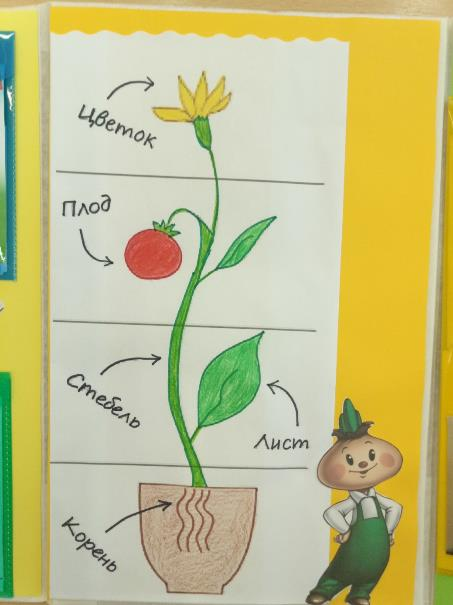 Цветок
Плод
Стебель
Лист
Корень